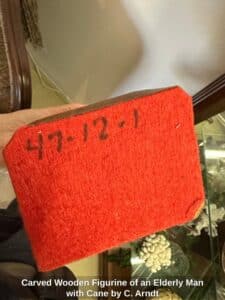 47-12-1
Carved Wooden Figurine of an Elderly Man
with Cane by C. Arndt